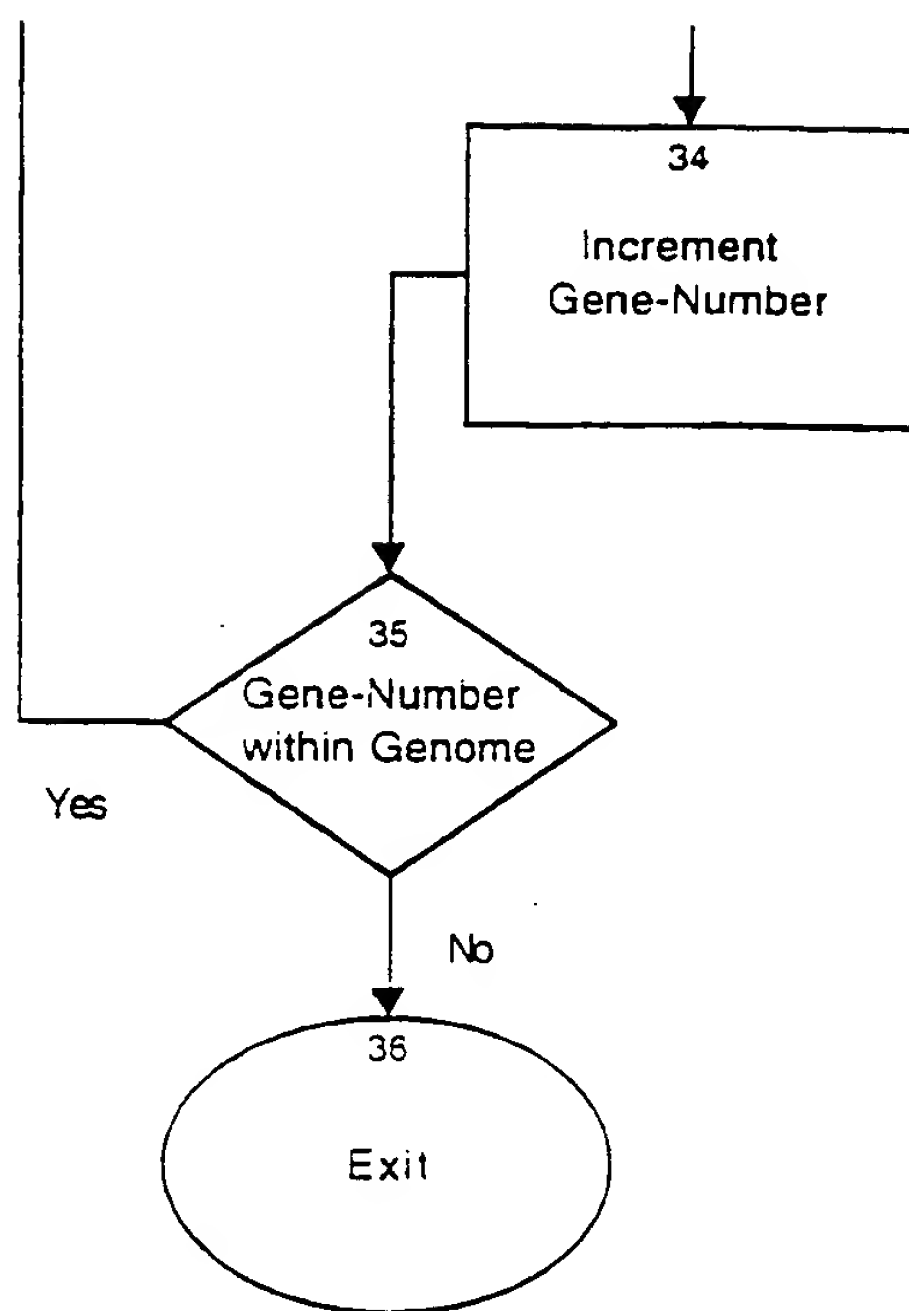 34
Increment
Gene-Number
35
Gene-Number
within Genome
Yes
No
36
Exit